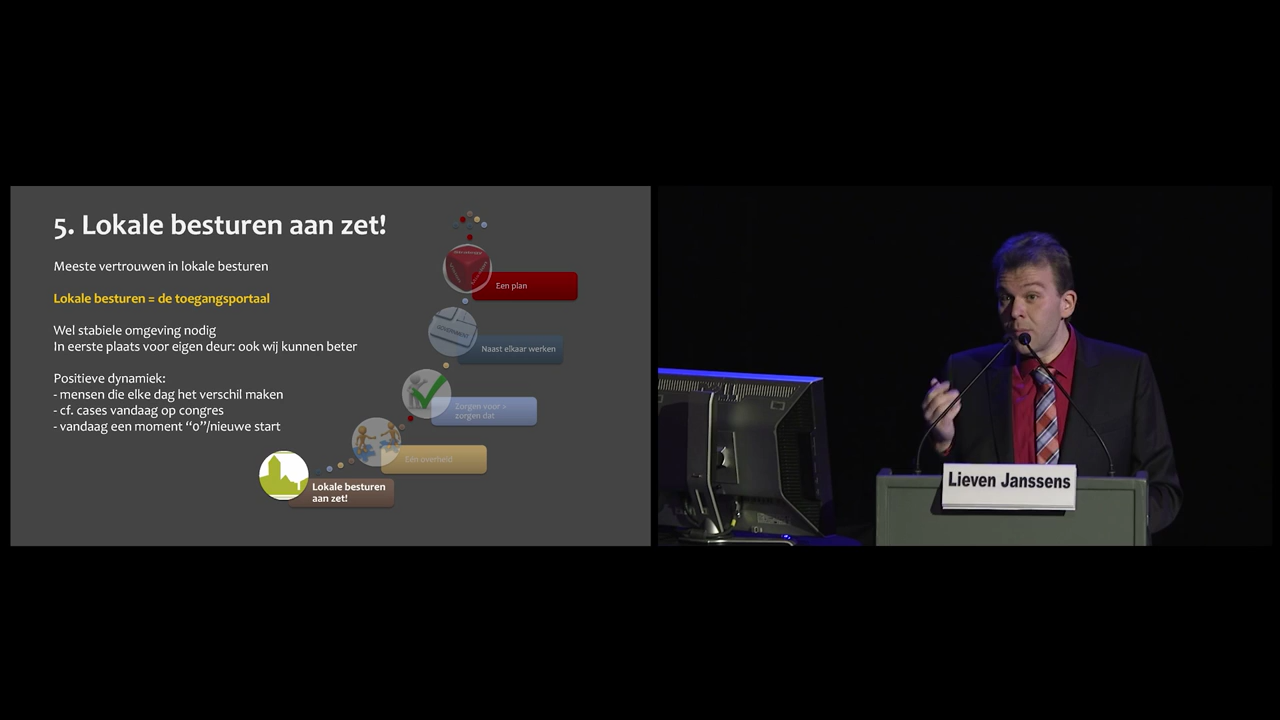 5. Lokale besturen aan zet!
Meeste vertrouwen in lokale besturen
Lokale besturen = de toegangsportaal
Wel stabiele omgeving nodig
In eerste plaats voor eigen deur: ook wij kunnen beter
Positieve dynamiek:
- mensen die elke dag het verschil maken
- cf. cases vandaag op congres
- vandaag een moment “0”/nieuwe start
Een plan
GOVERNMENT
Naast elkaar werken
Zorgen voor >
zorgen dat
Eén overheid
Lokale besturen
aan zet!
Lieven Janssens